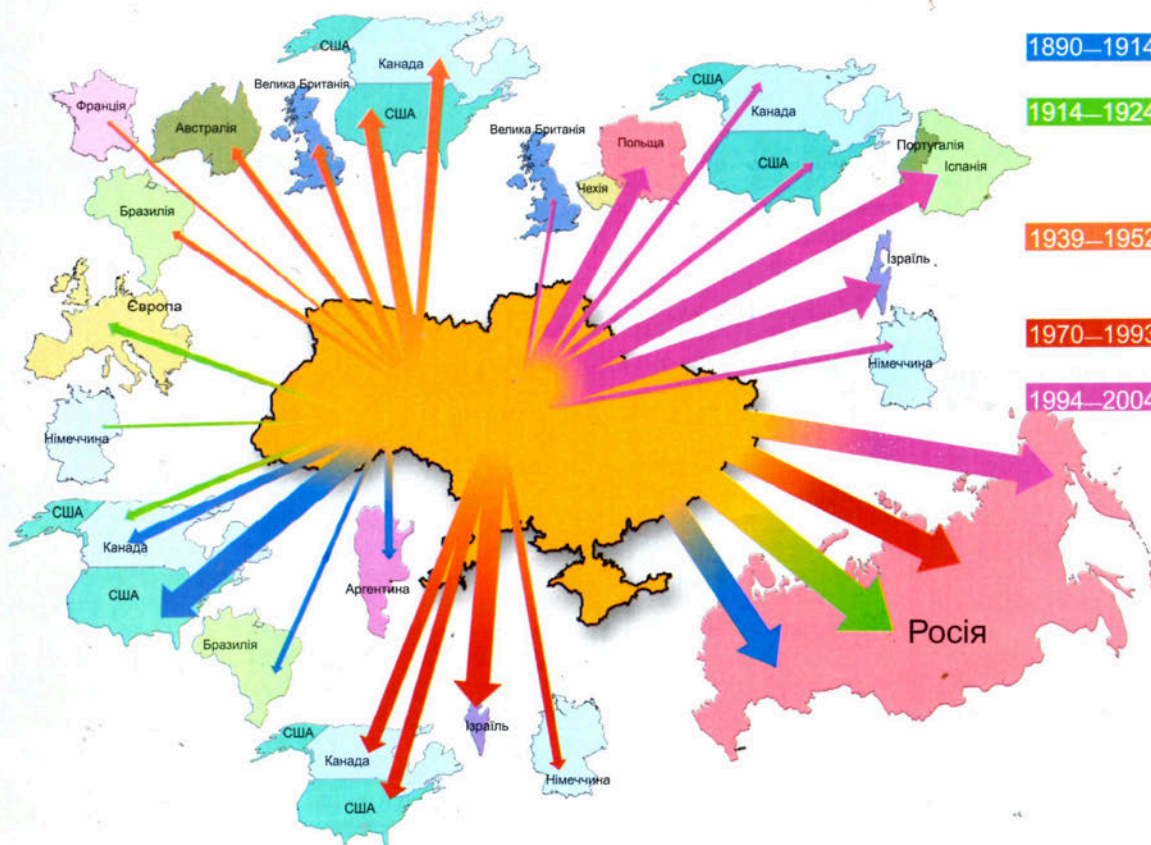 США
Канада
США
Франція
Австралія
Велика Британія
Бразилія
Європа
Німеччина
США
Канада
США
Бразилія
Аргентина
США
Канада
США
Ізраїль
Німеччина
Велика Британія
Польща
Чехія
США
Канада
США
Португалія
Іспанія
Ізраїль
Німеччина
Росія
1890—1914
1914—1924
1939—1952
1970—1993
1994—2004